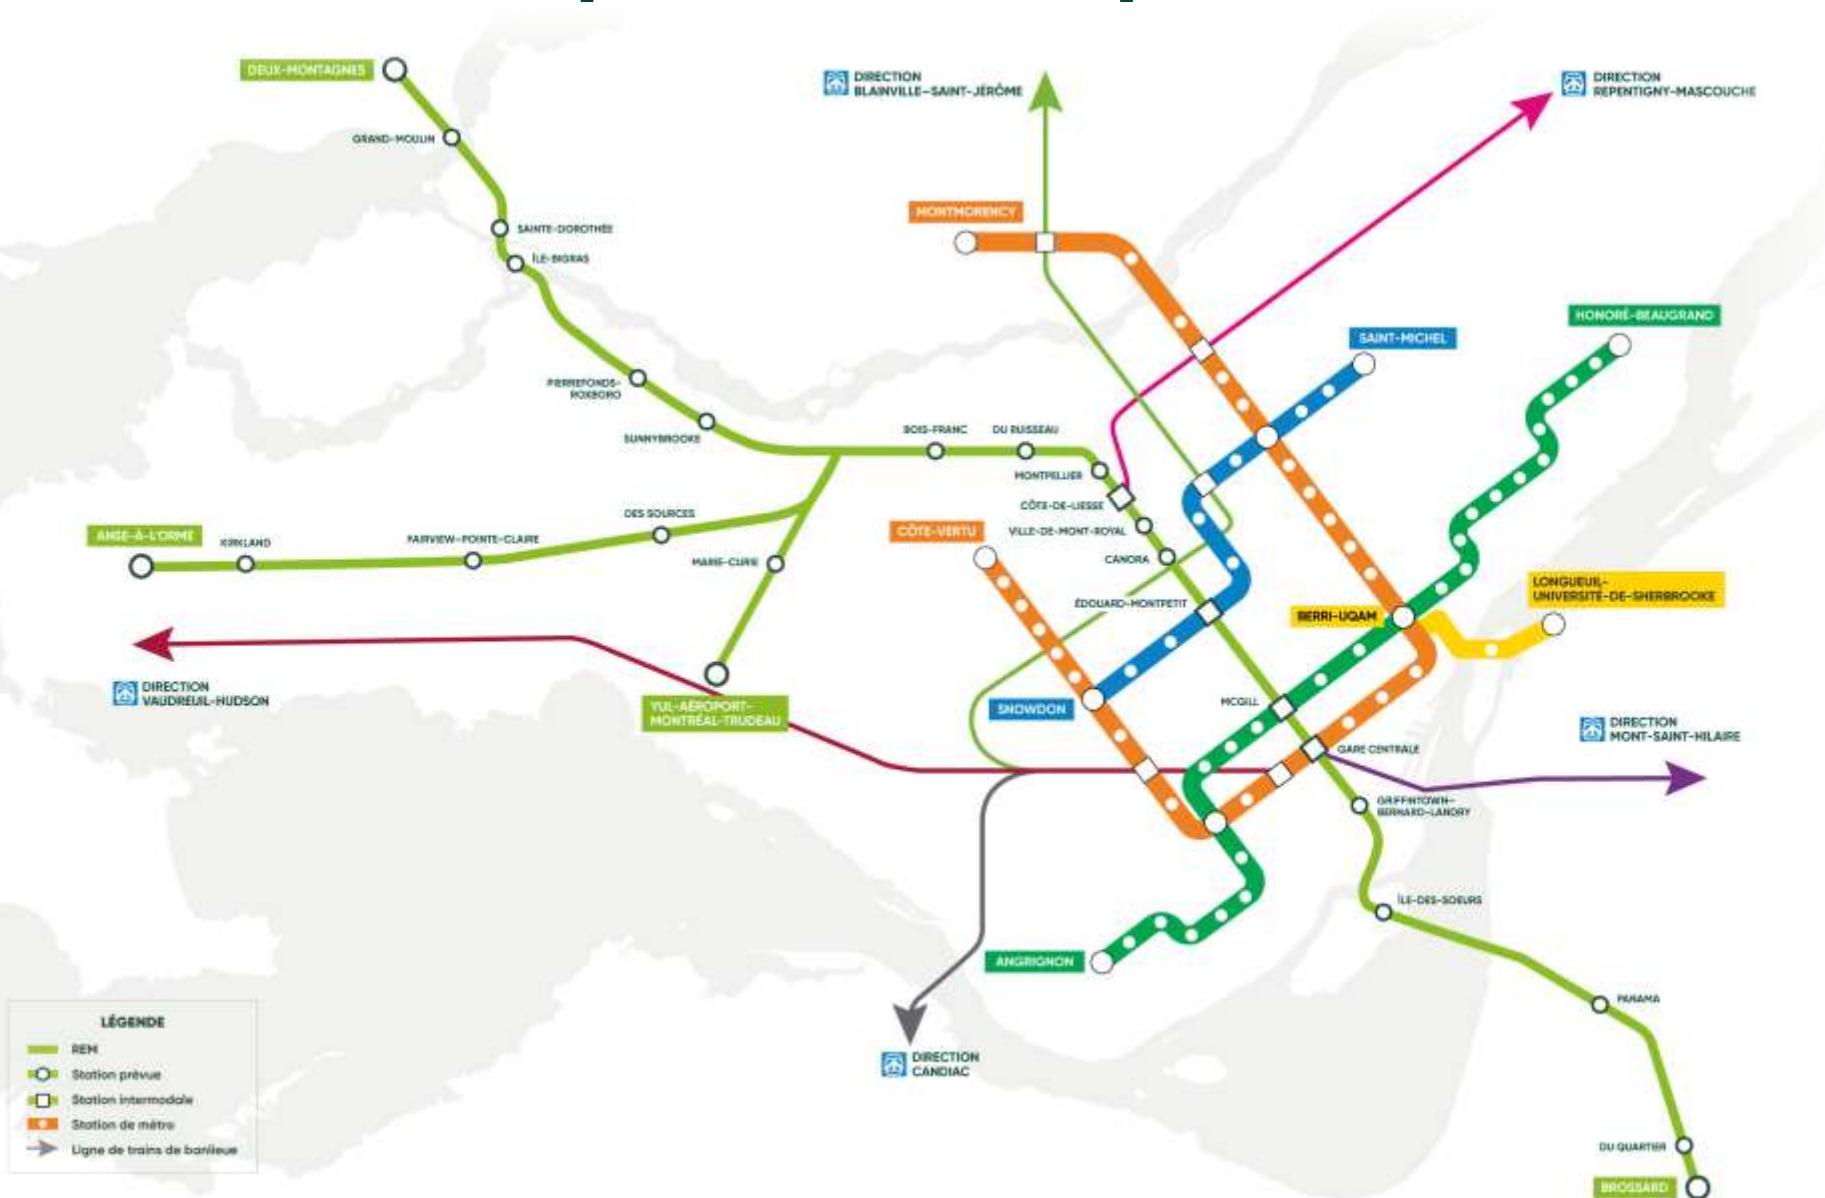 DEUX-MONTAGNES
GRAND-MOULIN
SAINTE-DOROTHÉE
ÎLE-BIGRAS
PIERREFONDS-
ROXBORO
SUNNYBROOKE
BOIS-FRANC
DU RUISSEAU
MONTPELLIER
CÔTE-DE-LIESSE
VILLE-DE-MONT-ROYAL
CANORA
ÉDOUARD-MONTPETIT
MCGILL
GARE CENTRALE
GRIFFINTOWN–
BERNARD-LANDRY
ÎLE-DES-SOEURS
PANAMA
DU QUARTIER
BROSSARD
ANSE-À-L'ORME
KIRKLAND
FAIRVIEW–POINTE-CLAIRE
DES SOURCES
MARIE-CURIE
YUL-AÉROPORT-
MONTRÉAL-TRUDEAU
DIRECTION
BLAINVILLE–SAINT-JÉRÔME
DIRECTION
REPENTIGNY-MASCOUCHE
MONTMORENCY
SAINT-MICHEL
HONORÉ-BEAUGRAND
CÔTE-VERTU
BERRI-UQAM
LONGUEUIL-
UNIVERSITÉ-DE-SHERBROOKE
SNOWDON
DIRECTION
VAUDREUIL-HUDSON
DIRECTION
MONT-SAINT-HILAIRE
ANGRIGNON
DIRECTION
CANDIAC
LÉGENDE
REM
Station prévue
Station intermodale
Station de métro
Ligne de trains de banlieue